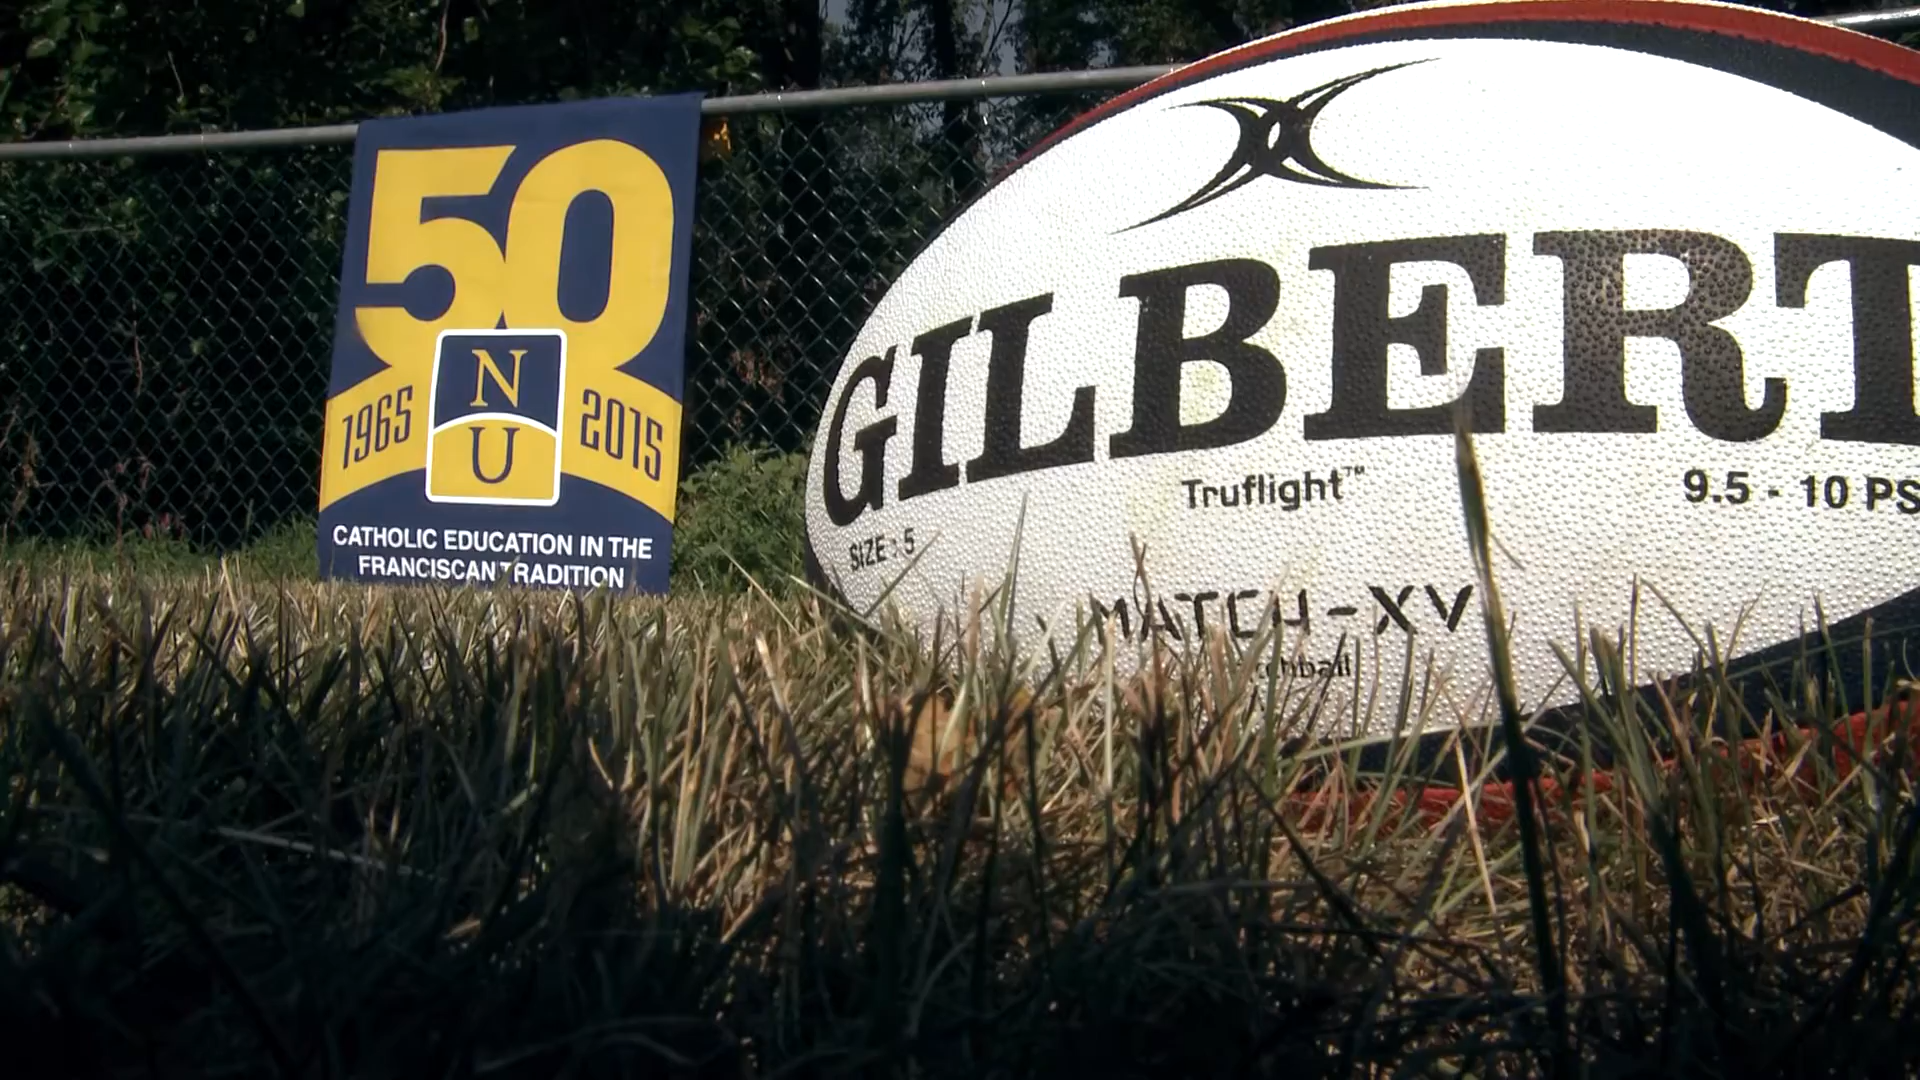 50
1965
N
U
2015
CATHOLIC EDUCATION IN THE
FRANCISCAN TRADITION
GILBERT
Truflight™
9.5 - 10 PS
SIZE : 5
MATCH-XV